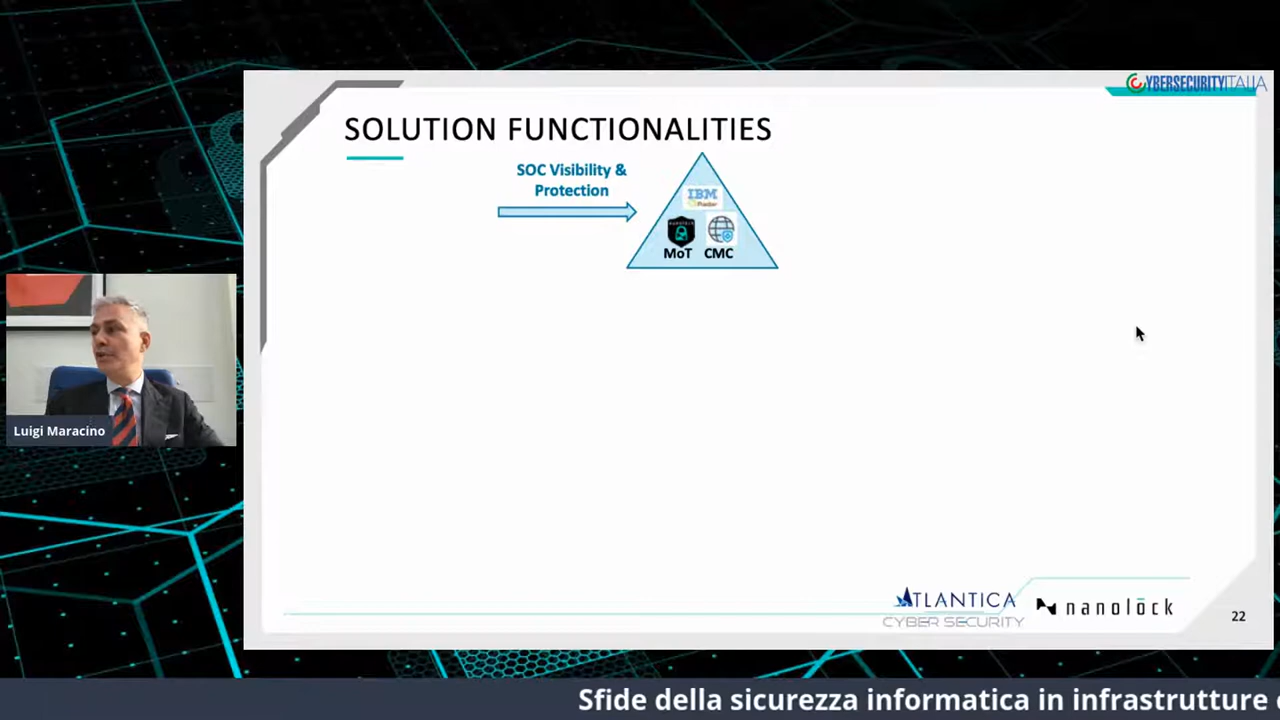 CYBERSECURITYITALIA
SOLUTION FUNCTIONALITIES
SOC Visibility &
Protection
IBM
MoT CMC
Luigi Maracino
ATLANTICA
CYBER SECURITY
nanolōck
22
Sfide della sicurezza informatica in infrastrutture